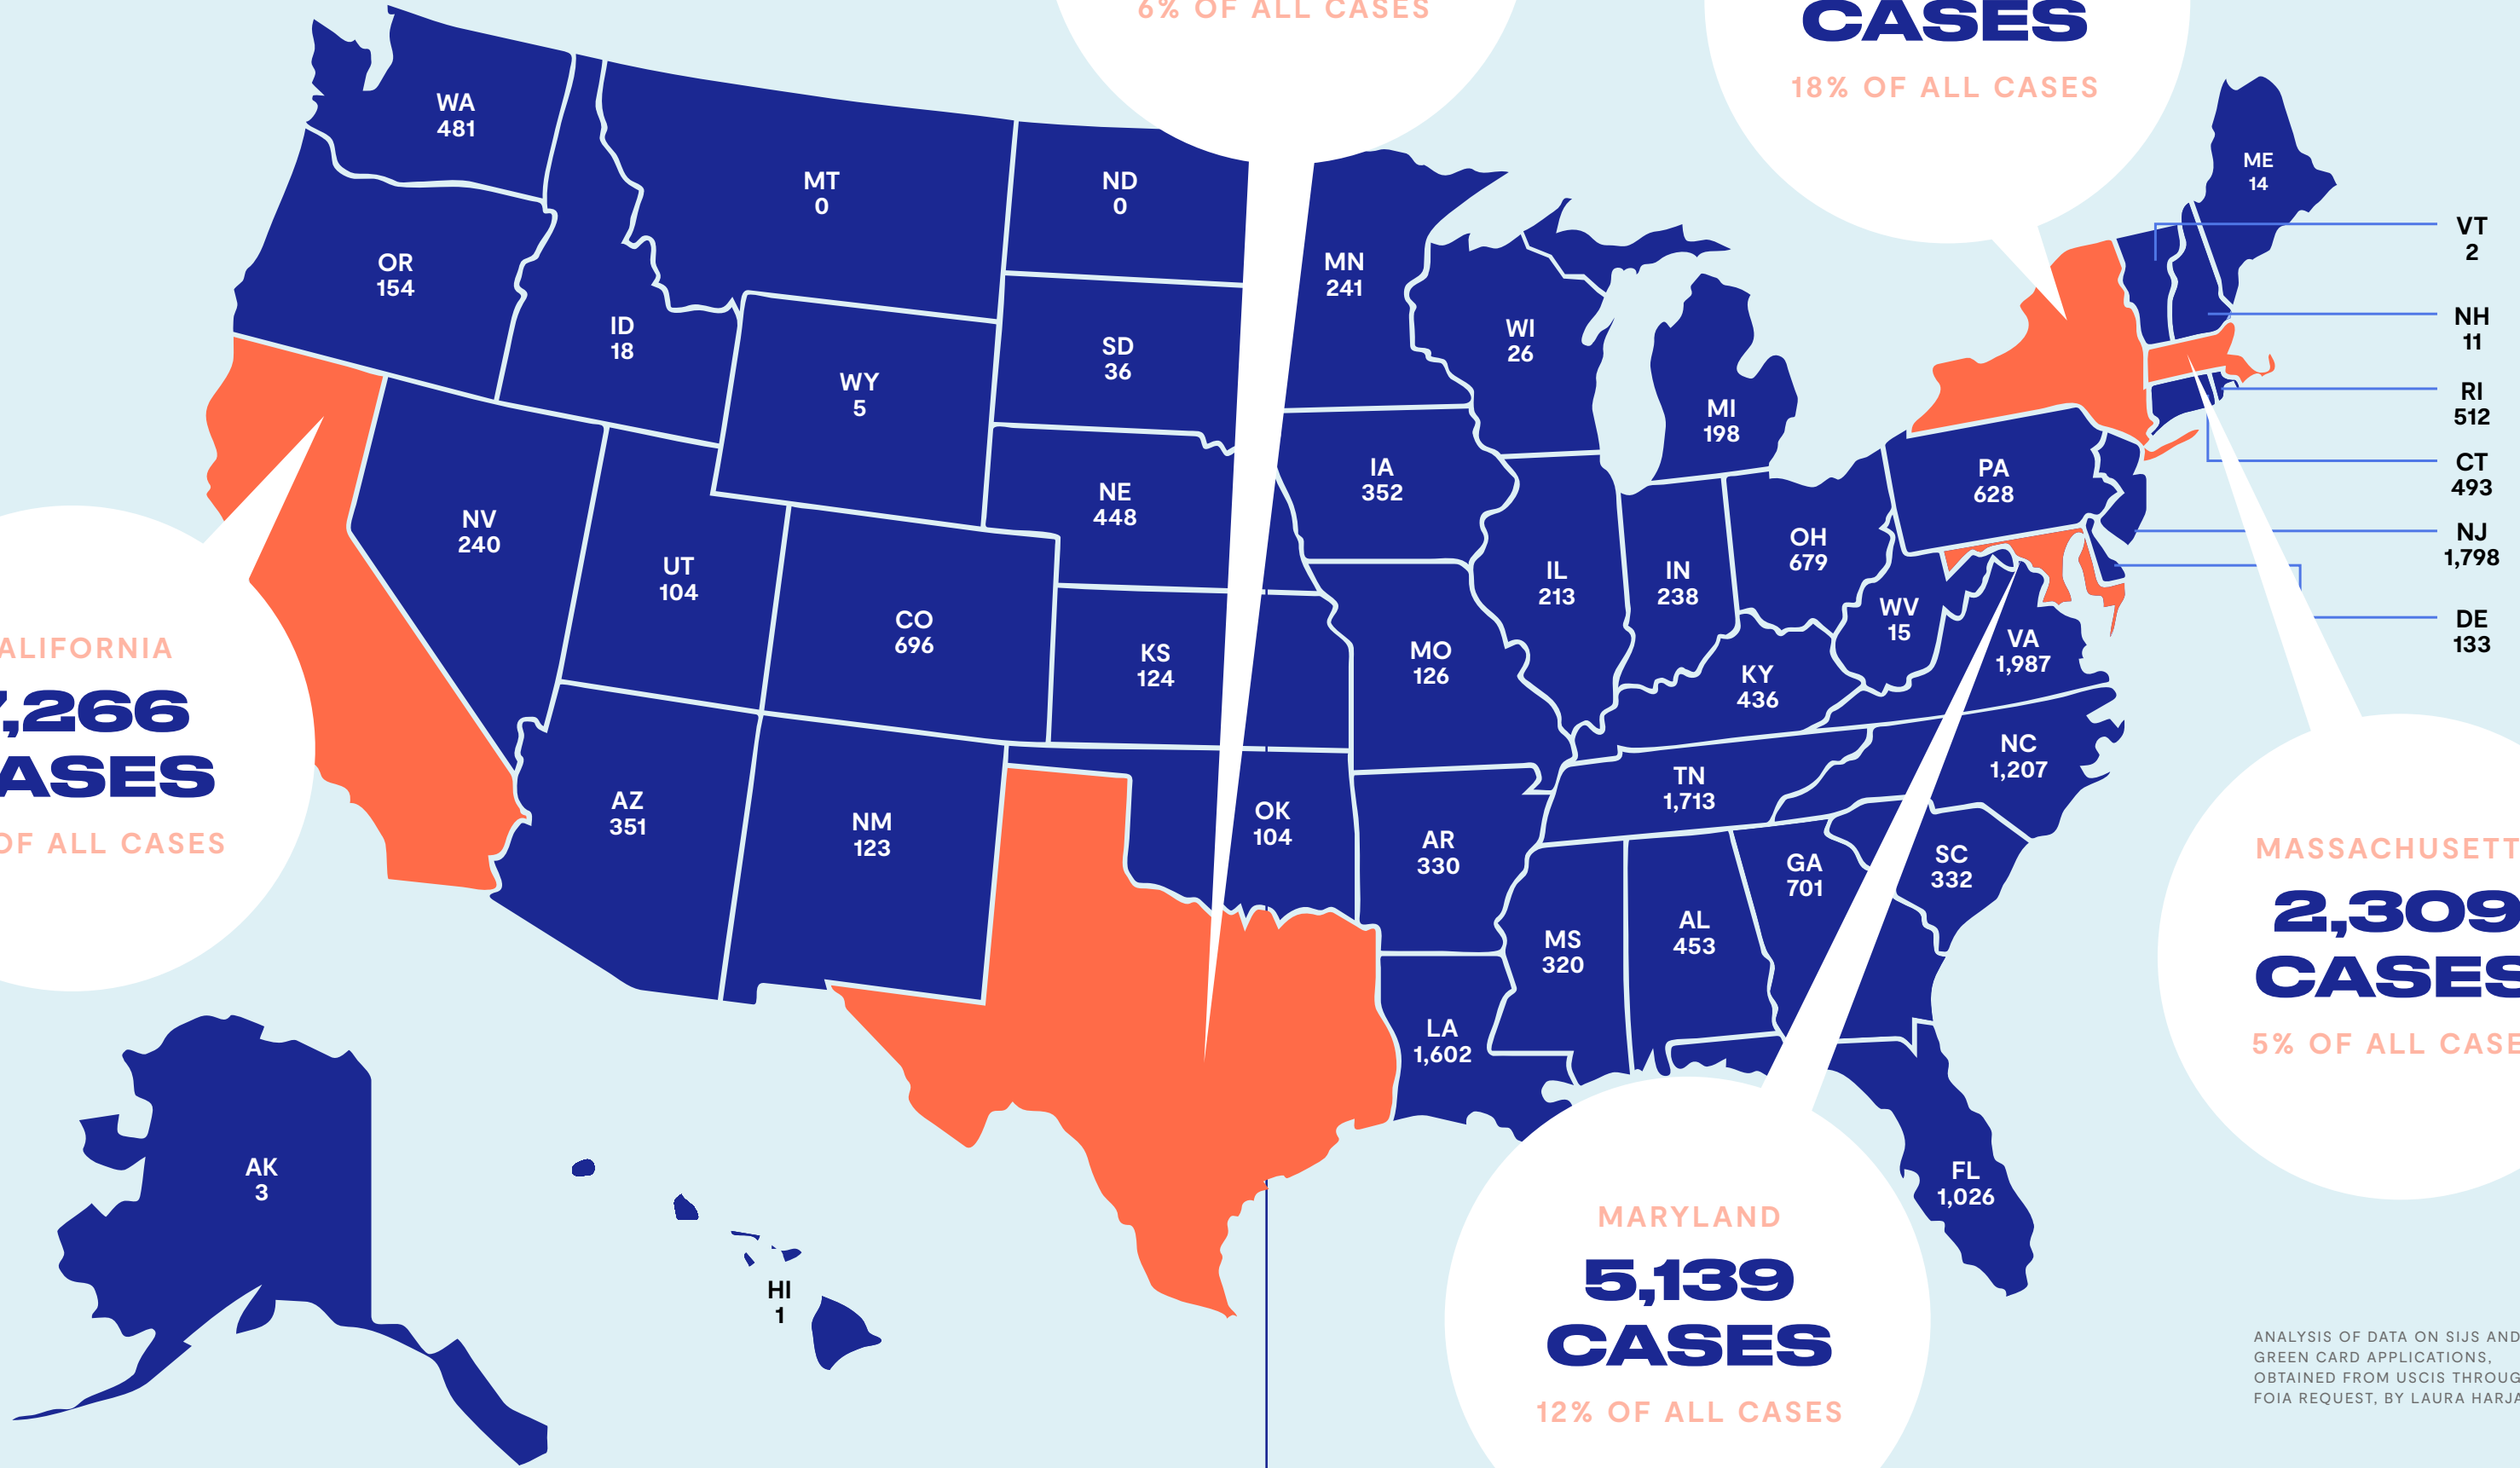 6% OF ALL CASES
CASES
18% OF ALL CASES
WA
481
MT
0
ND
0
ME
14
VT
2
OR
154
MN
241
NH
11
ID
18
WI
26
SD
36
WY
5
RI
512
MI
198
CT
493
IA
352
PA
628
NE
448
NV
240
NJ
1,798
OH
679
UT
104
IL
213
IN
238
CO
696
WV
15
DE
133
VA
1,987
KS
124
MO
126
KY
436
ALIFORNIA
,266
ASES
OF ALL CASES
NC
1,207
TN
1,713
AZ
351
NM
123
OK
104
AR
330
GA
701
SC
332
MASSACHUSETT
2,309
CASES
5% OF ALL CASE
AL
453
MS
320
LA
1,602
AK
3
FL
1,026
HI
1
MARYLAND
5,139
CASES
12% OF ALL CASES
ANALYSIS OF DATA ON SIJS AND
GREEN CARD APPLICATIONS,
OBTAINED FROM USCIS THROUG
FOIA REQUEST, BY LAURA HARJA